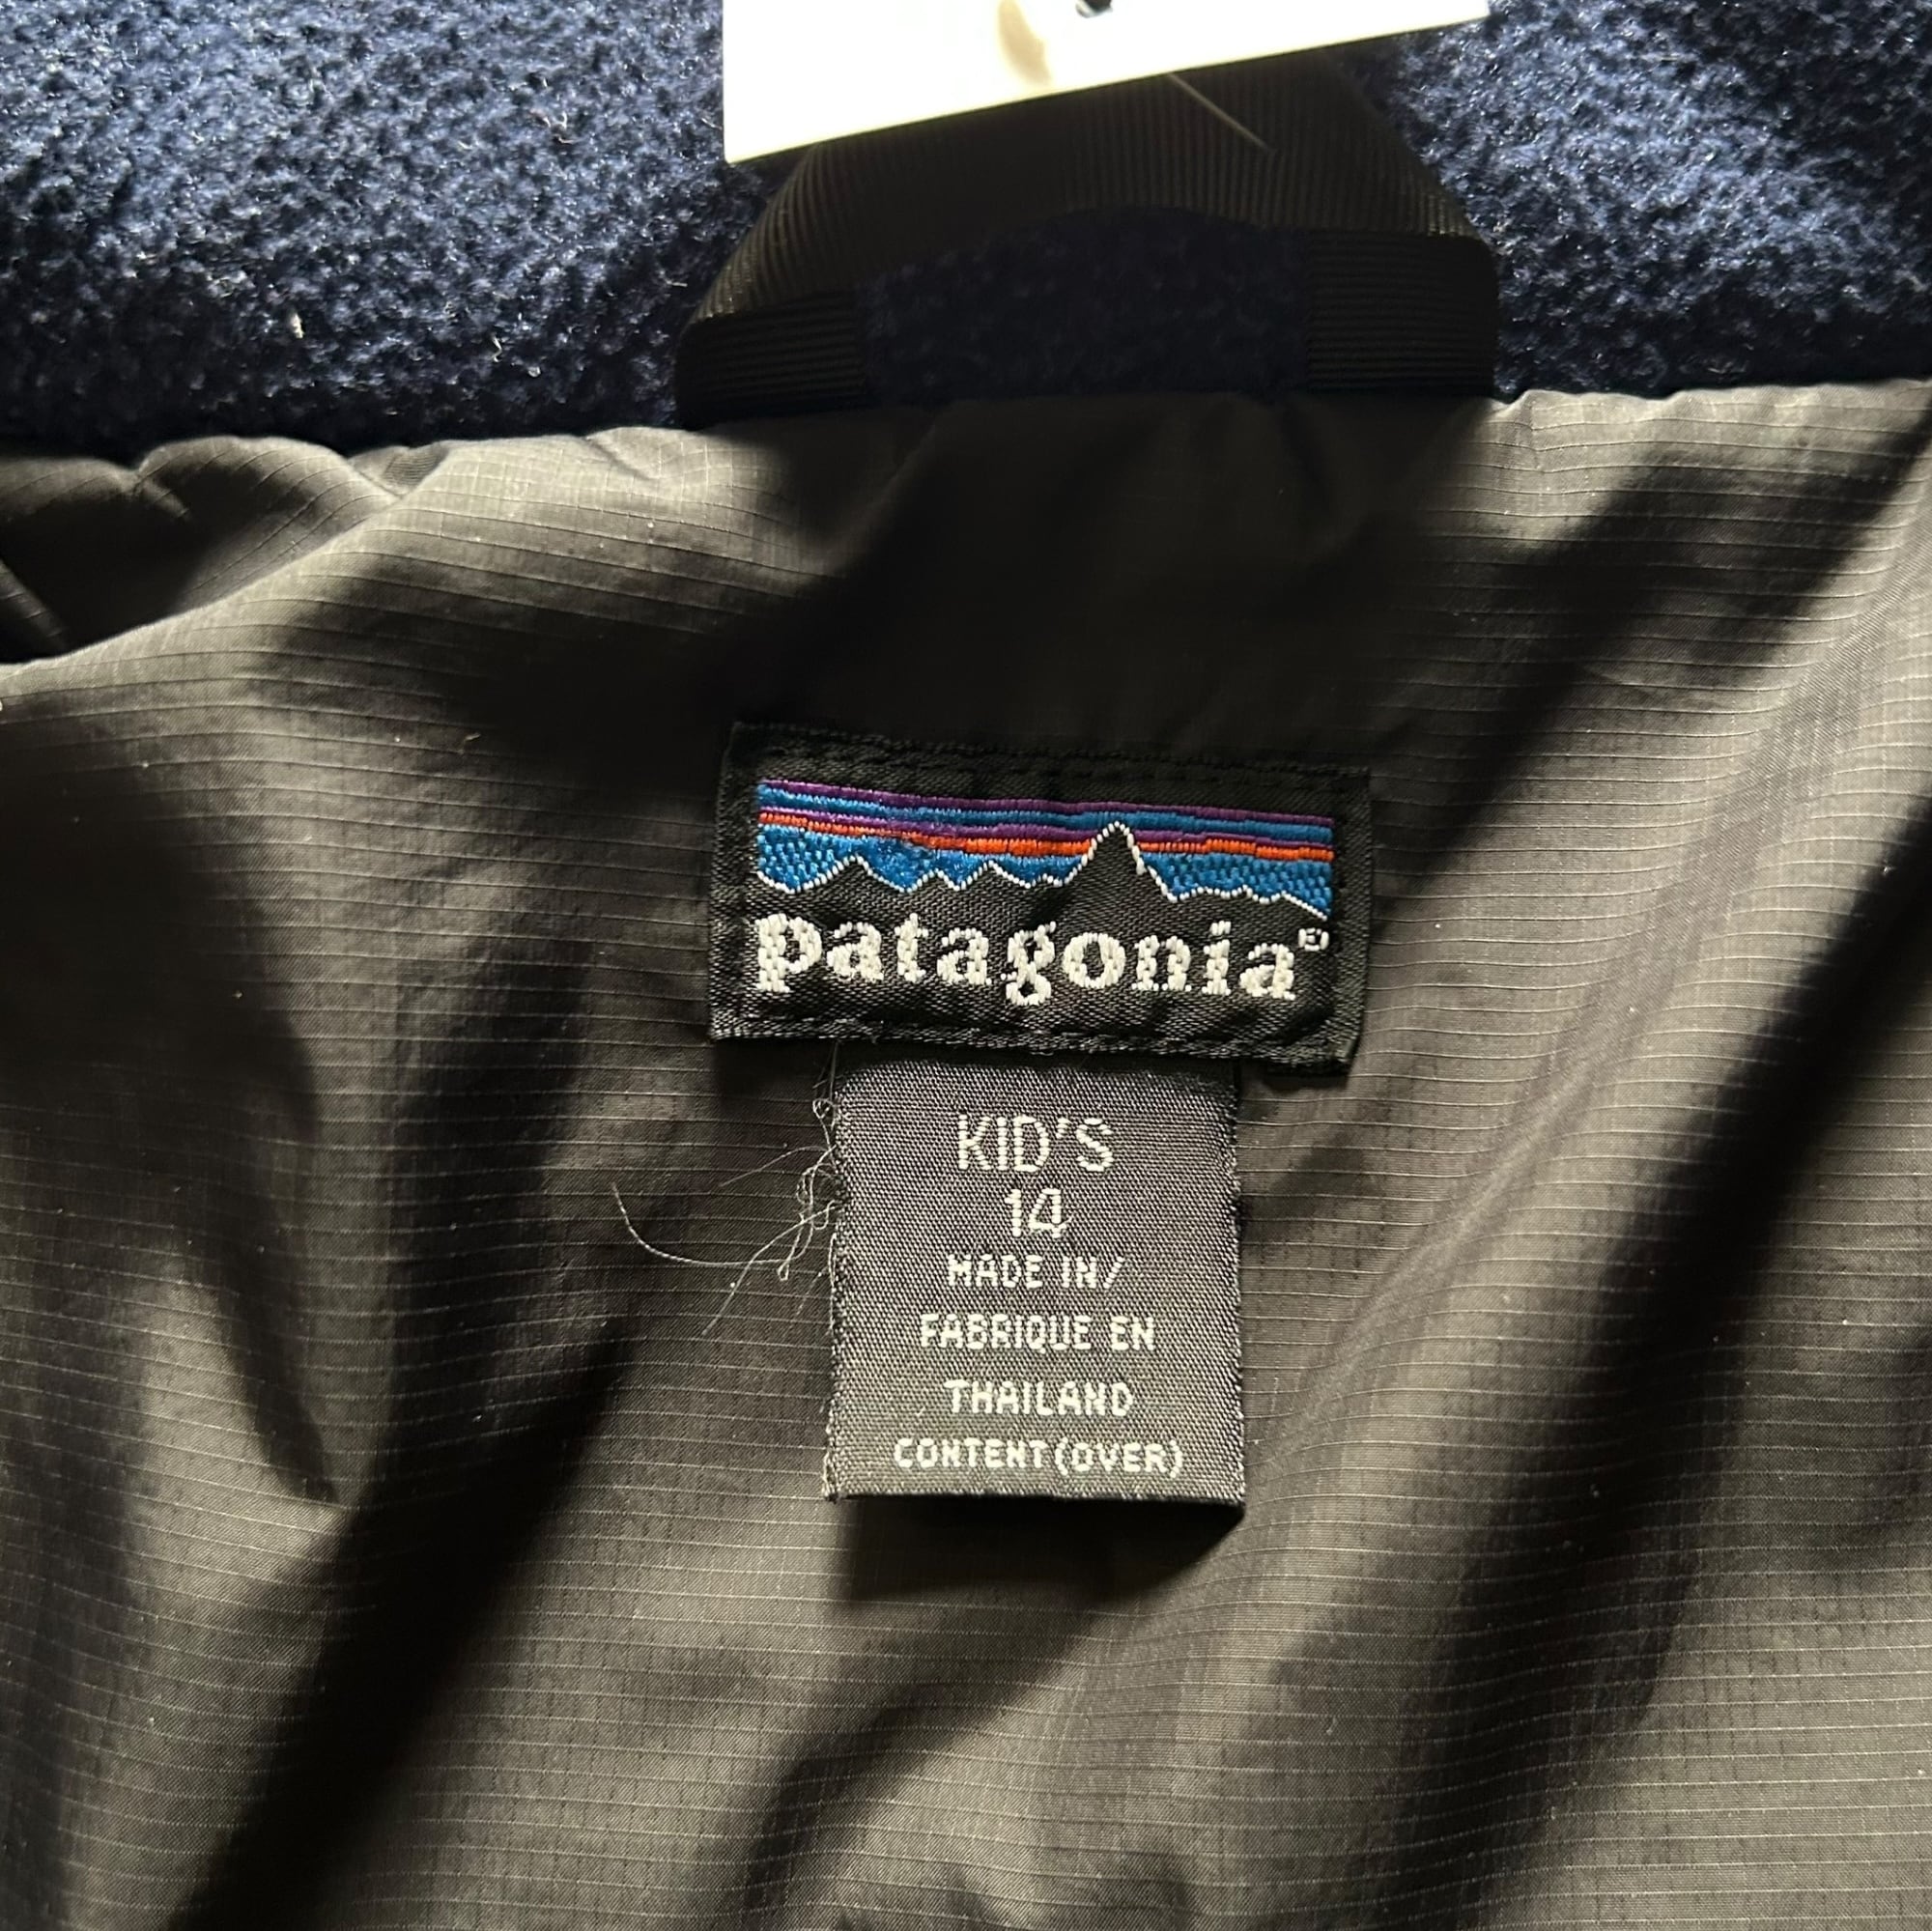 patagonia®
KID'S
14
MADE IN/
FABRIQUE EN
THAILAND
CONTENT(OVER)